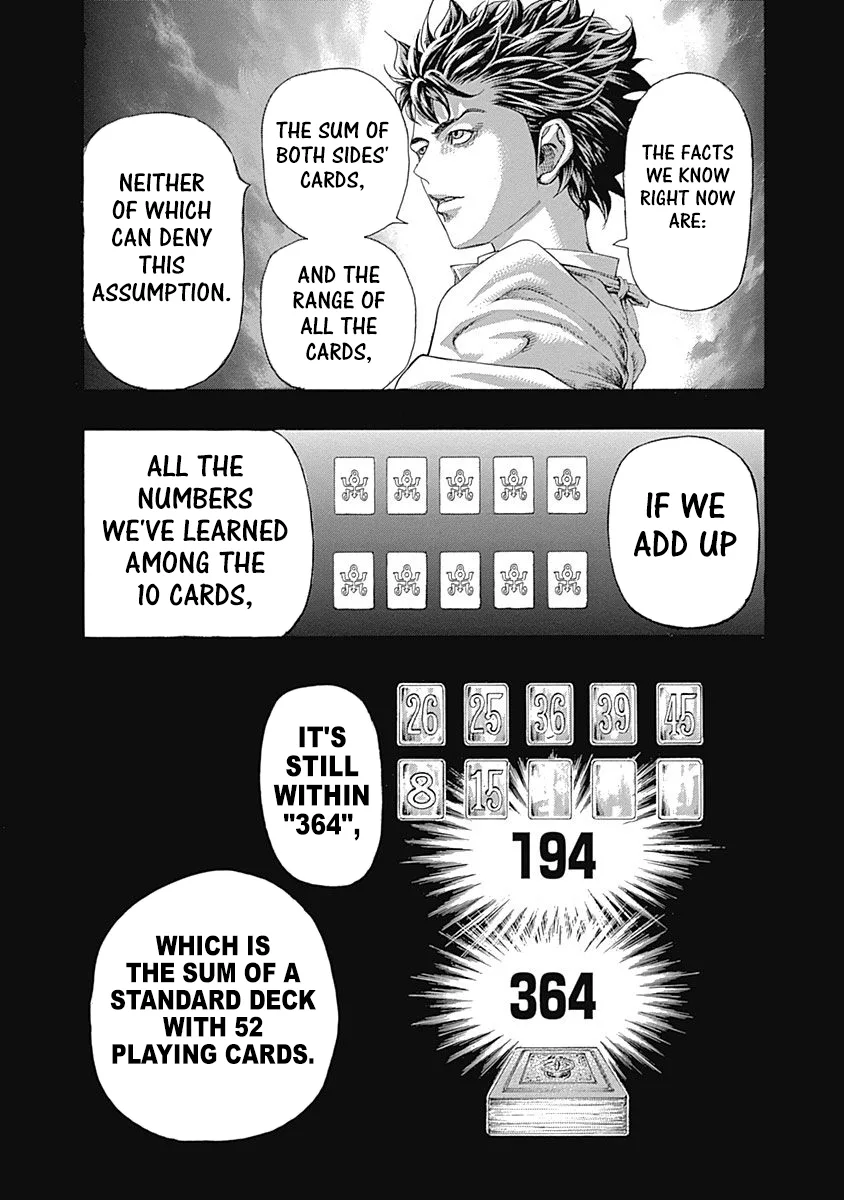 THE FACTS
WE KNOW
RIGHT NOW
ARE:
THE SUM OF
BOTH SIDES'
CARDS,
AND THE
RANGE OF
ALL THE
CARDS,
NEITHER
OF WHICH
CAN DENY
THIS
ASSUMPTION.
IF WE
ADD UP
ALL THE
NUMBERS
WE'VE LEARNED
AMONG THE
10 CARDS,
26 25 36 39 45
8 15
194
IT'S
STILL
WITHIN
"364",
364
WHICH IS
THE SUM OF A
STANDARD DECK
WITH 52
PLAYING CARDS.